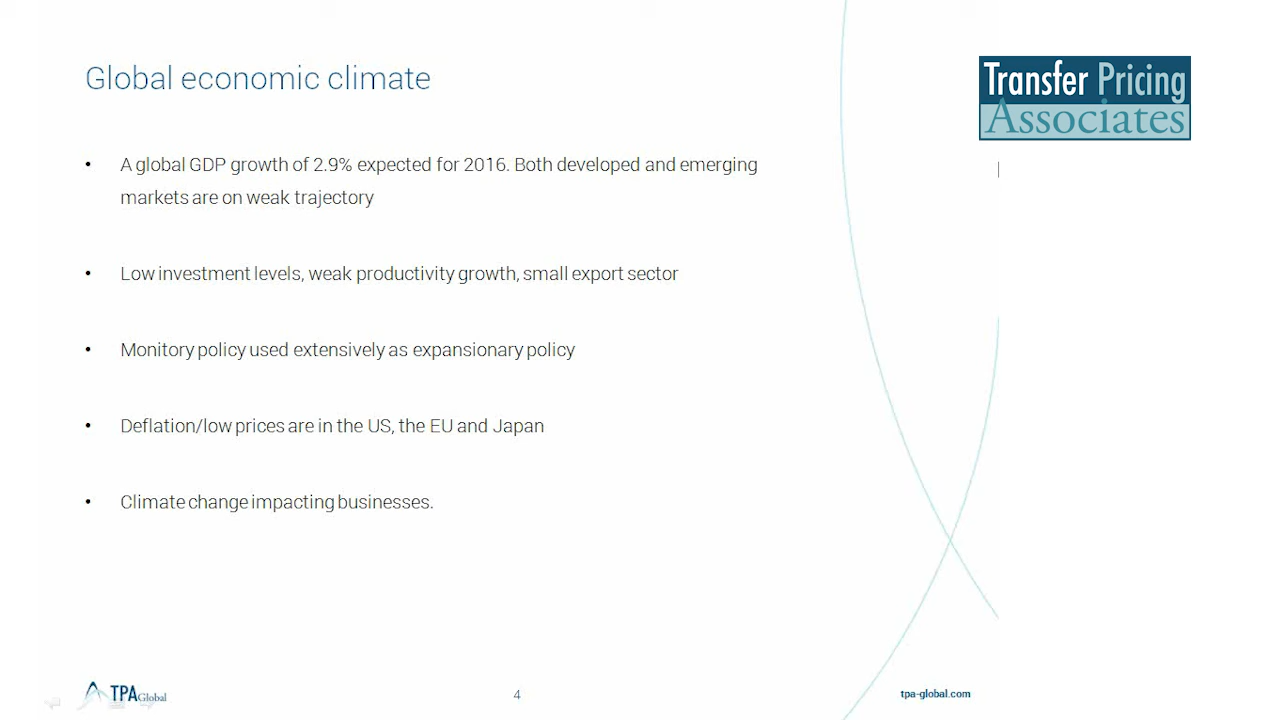 Global economic climate
Transfer Pricing
Associates
• A global GDP growth of 2.9% expected for 2016. Both developed and emerging
markets are on weak trajectory
• Low investment levels, weak productivity growth, small export sector
• Monitory policy used extensively as expansionary policy
• Deflation/low prices are in the US, the EU and Japan
• Climate change impacting businesses.
TPA Global
4
tpa-global.com